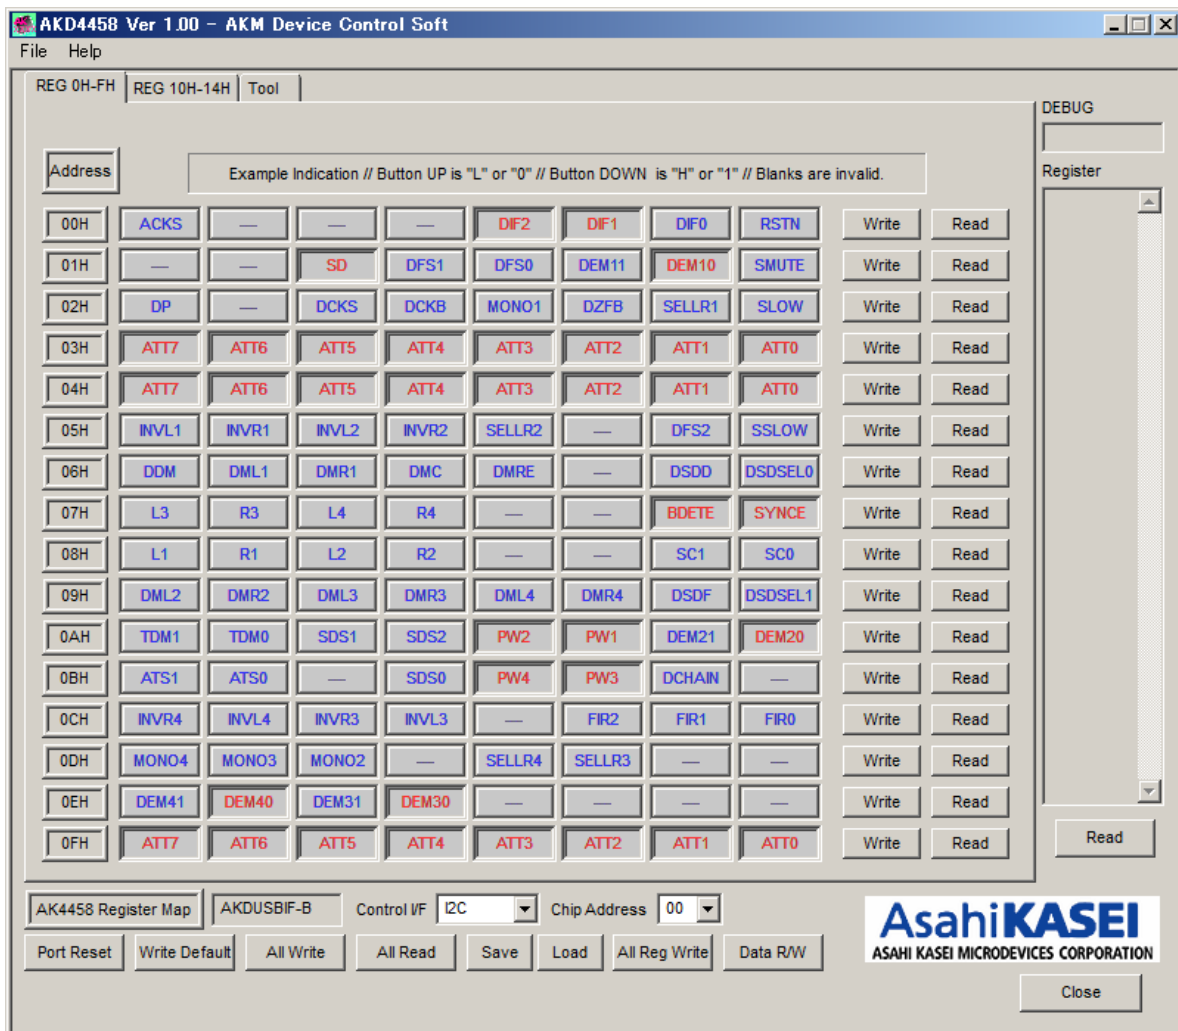 AKD4458 Ver 1.00 - AKM Device Control Soft
File Help
REG 0H-FH REG 10H-14H Tool
DEBUG
Address Example Indication // Button UP is "L" or "0" // Button DOWN is "H" or "1" // Blanks are invalid. Register
00H ACKS — — — DIF2 DIF1 DIF0 RSTN Write Read
01H — — SD DFS1 DFS0 DEM11 DEM10 SMUTE Write Read
02H DP — DCKS DCKB MONO1 DZFB SELLR1 SLOW Write Read
03H ATT7 ATT6 ATT5 ATT4 ATT3 ATT2 ATT1 ATT0 Write Read
04H ATT7 ATT6 ATT5 ATT4 ATT3 ATT2 ATT1 ATT0 Write Read
05H INVL1 INVR1 INVL2 INVR2 SELLR2 — DFS2 SSLOW Write Read
06H DDM DML1 DMR1 DMC DMRE — DSDD DSDSEL0 Write Read
07H L3 R3 L4 R4 — — BDETE SYNCE Write Read
08H L1 R1 L2 R2 — — SC1 SC0 Write Read
09H DML2 DMR2 DML3 DMR3 DML4 DMR4 DSDF DSDSEL1 Write Read
0AH TDM1 TDM0 SDS1 SDS2 PW2 PW1 DEM21 DEM20 Write Read
0BH ATS1 ATS0 — SDS0 PW4 PW3 DCHAIN — Write Read
0CH INVR4 INVL4 INVR3 INVL3 — FIR2 FIR1 FIR0 Write Read
0DH MONO4 MONO3 MONO2 — SELLR4 SELLR3 — — Write Read
0EH DEM41 DEM40 DEM31 DEM30 — — — — Write Read
0FH ATT7 ATT6 ATT5 ATT4 ATT3 ATT2 ATT1 ATT0 Write Read
Read
AK4458 Register Map AKDUSBIF-B Control I/F I2C Chip Address 00
Port Reset Write Default All Write All Read Save Load All Reg Write Data R/W
AsahiKASEI
ASAHI KASEI MICRODEVICES CORPORATION
Close